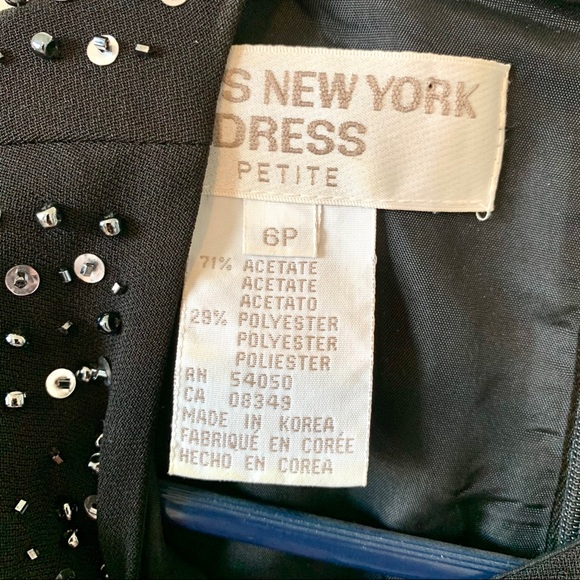 S NEW YORK
DRESS
PETITE
6P
71% ACETATE
ACETATE
ACETATO
29% POLYESTER
POLYESTER
POLIESTER
RN 54050
CA 08349
MADE IN KOREA
FABRIQUÉ EN CORÉE
HECHO EN COREA